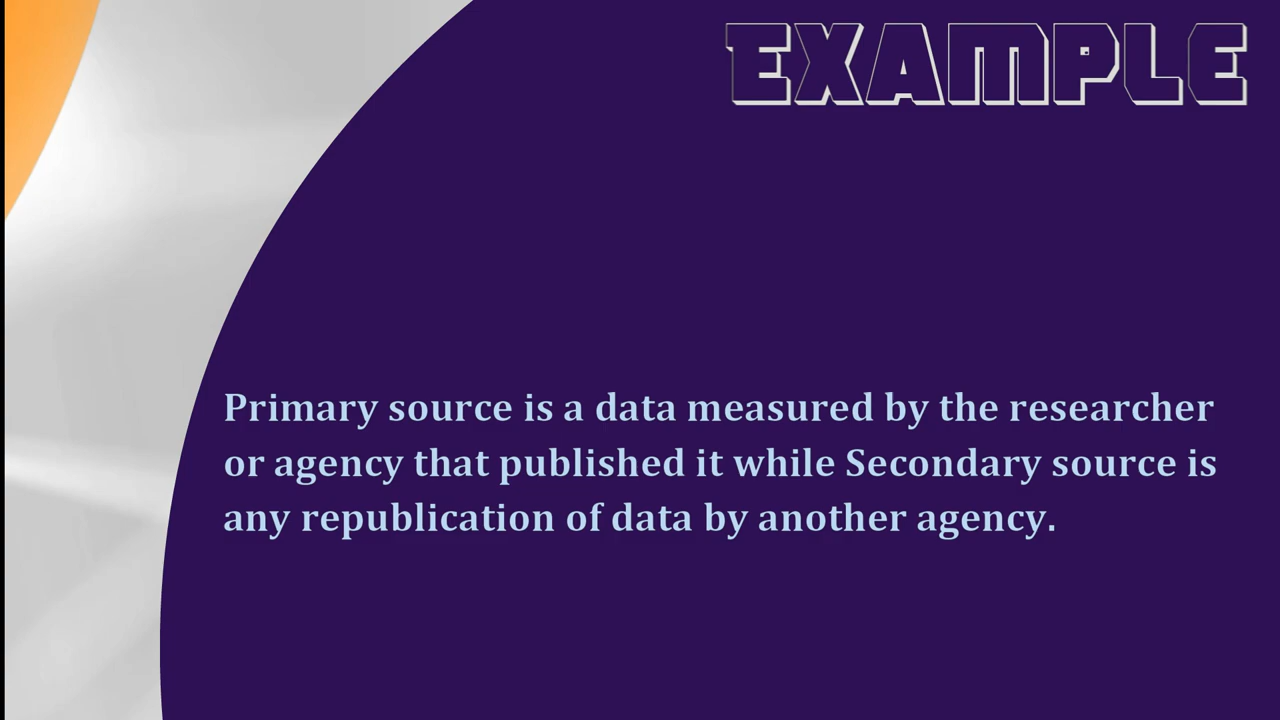 EXAMPLE
Primary source is a data measured by the researcher
or agency that published it while Secondary source is
any republication of data by another agency.